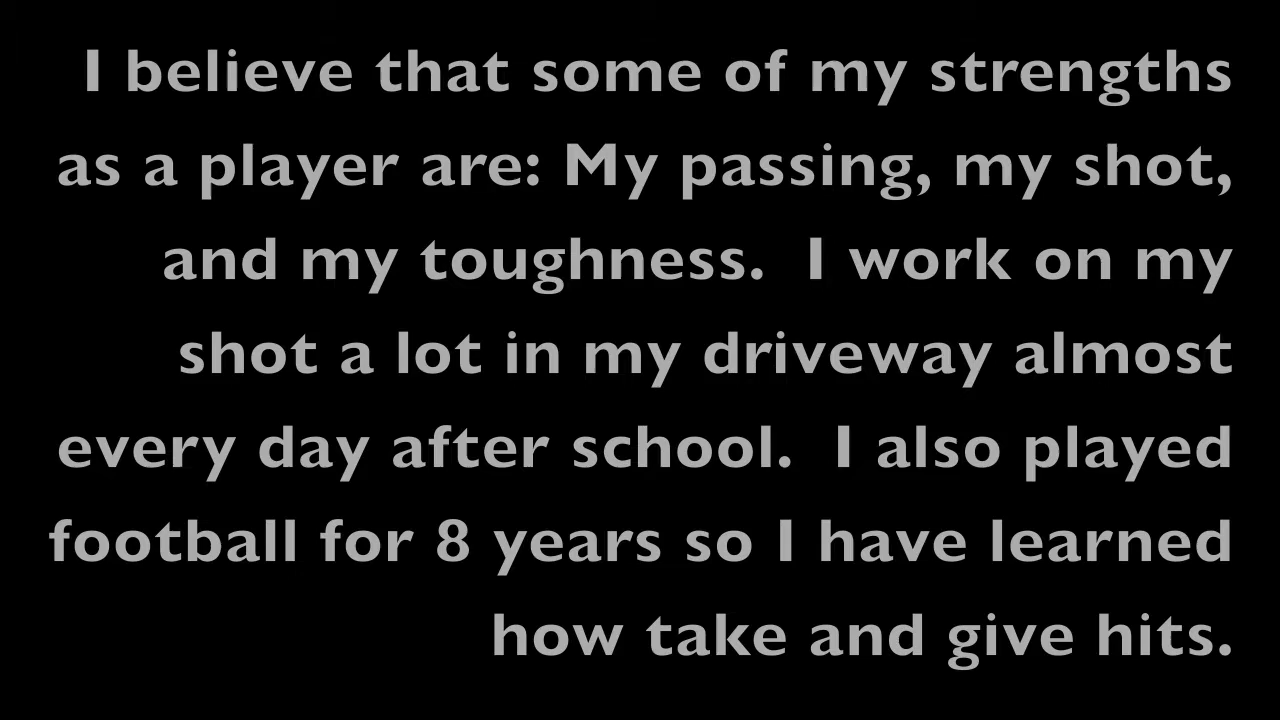 I believe that some of my strengths
as a player are: My passing, my shot,
and my toughness.  I work on my
shot a lot in my driveway almost
every day after school.  I also played
football for 8 years so I have learned
how take and give hits.